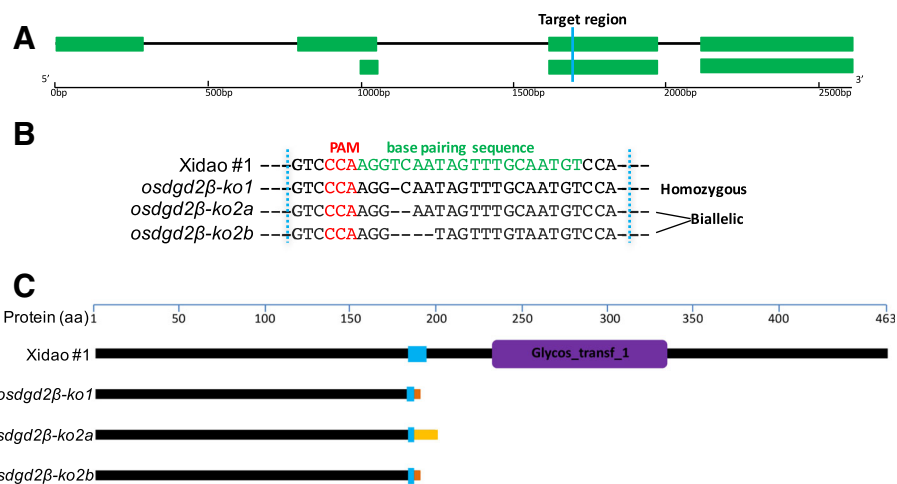 A
Target region
5′
3′
0bp 500bp 1000bp 1500bp 2000bp 2500bp
B
PAM base pairing sequence
Xidao #1 ---GTCCCAAGGTCAATAGTTTGCAATGTCCA---
osdgd2β-ko1 ---GTCCCAAGG-CAATAGTTTGCAATGTCCA---
Homozygous
osdgd2β-ko2a ---GTCCCAAGG--AATAGTTTGCAATGTCCA---
Biallelic
osdgd2β-ko2b ---GTCCCAAGG----TAGTTTGTAATGTCCA---
C
Protein (aa) 1 50 100 150 200 250 300 350 400 463
Xidao #1 Glycos_transf_1
osdgd2β-ko1
sdgd2β-ko2a
sdgd2β-ko2b